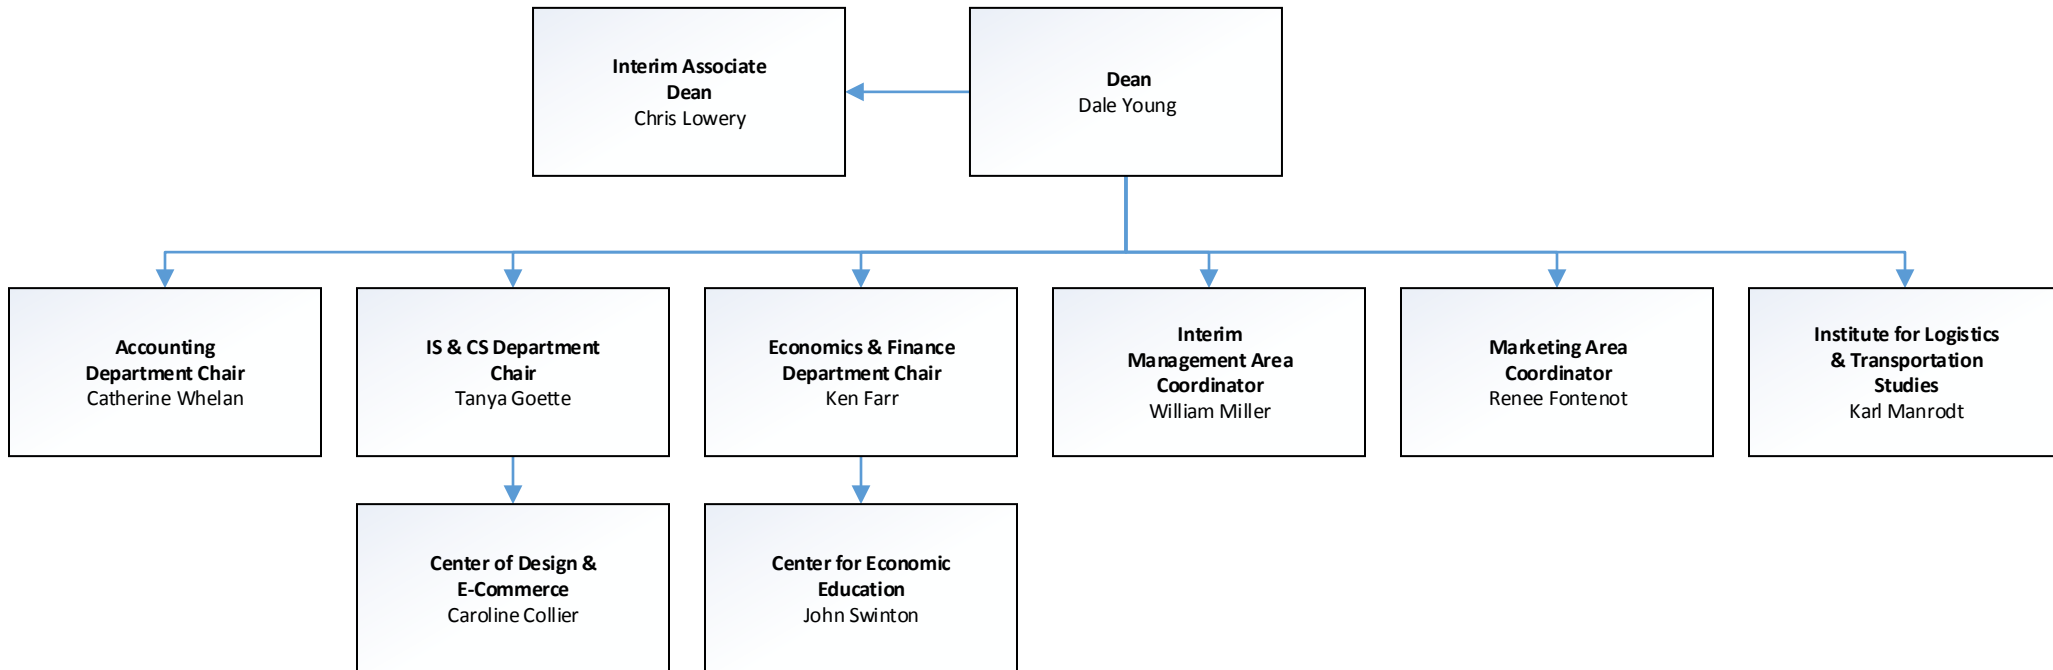 Interim Associate
Dean
Chris Lowery
Dean
Dale Young
Accounting
Department Chair
Catherine Whelan
IS & CS Department
Chair
Tanya Goette
Economics & Finance
Department Chair
Ken Farr
Interim
Management Area
Coordinator
William Miller
Marketing Area
Coordinator
Renee Fontenot
Institute for Logistics
& Transportation
Studies
Karl Manrodt
Center of Design &
E-Commerce
Caroline Collier
Center for Economic
Education
John Swinton